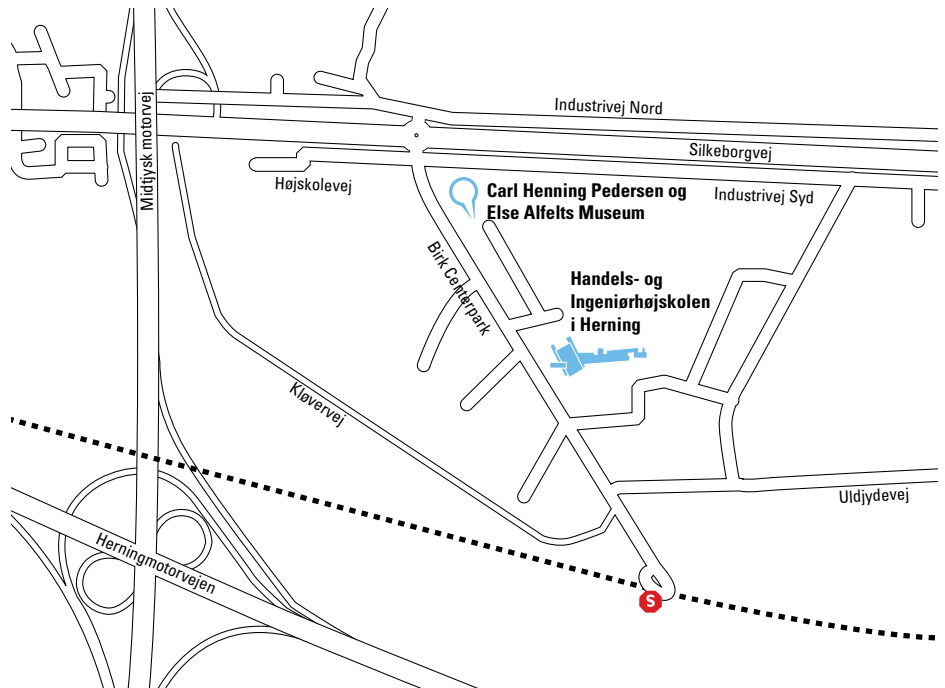 Industrivej Nord
Silkeborgvej
Midtjysk motorvej
Højskolevej
Industrivej Syd
Carl Henning Pedersen og
Else Alfelts Museum
Birk Centerpark
Handels- og
Ingeniørhøjskolen
i Herning
Kløvervej
Uldjydevej
Herningmotorvejen
S